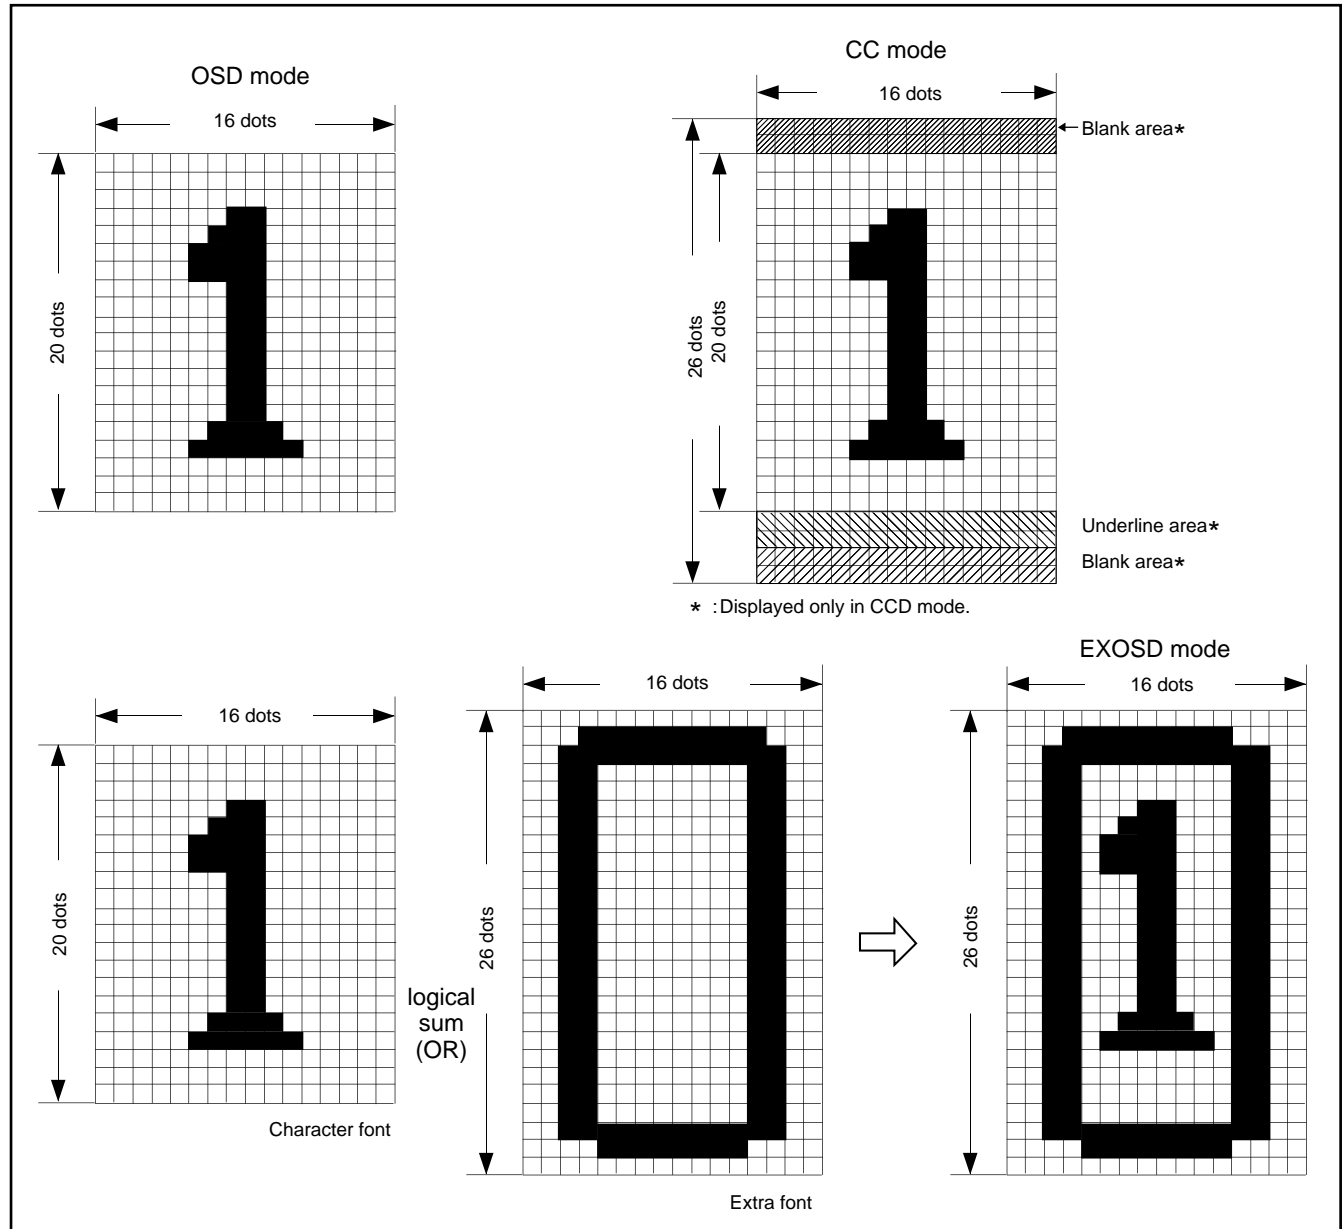 OSD mode
16 dots
20 dots
CC mode
16 dots
Blank area*
26 dots
20 dots
Underline area*
Blank area*
* :Displayed only in CCD mode.
16 dots
20 dots
Character font
logical
sum
(OR)
16 dots
26 dots
Extra font
EXOSD mode
16 dots
26 dots